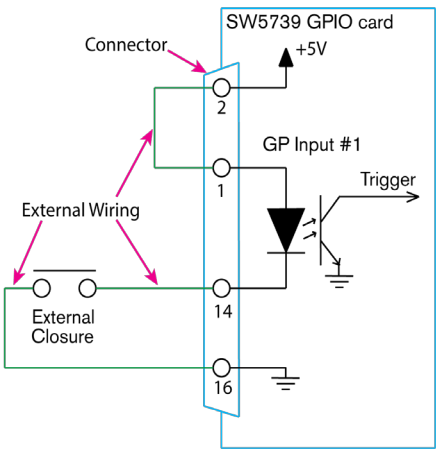 SW5739 GPIO card
Connector
+5V
2
GP Input #1
1
Trigger
External Wiring
14
External
Closure
16